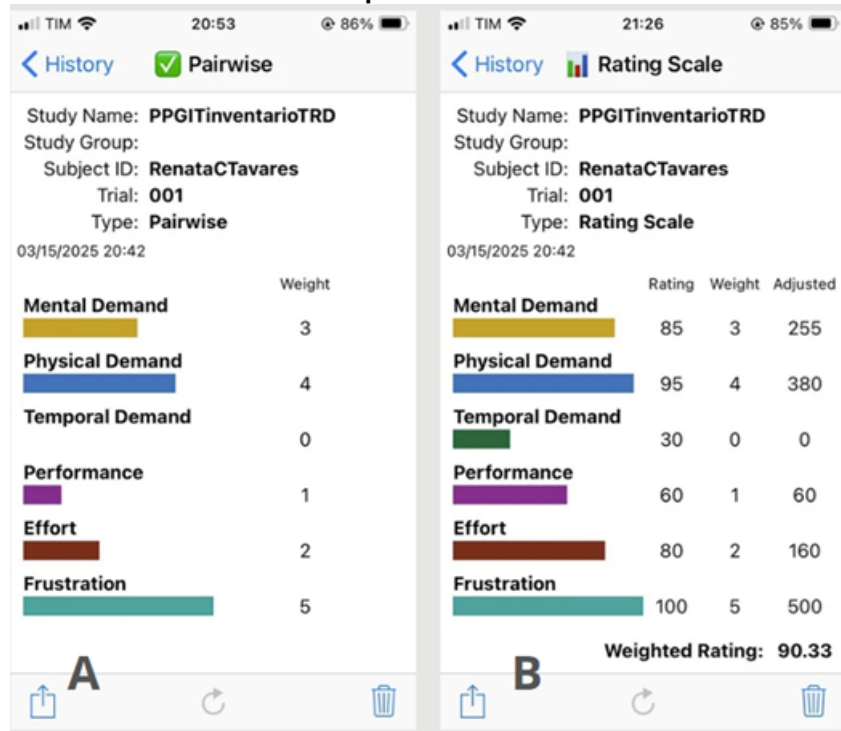 TIM 20:53 86%
History Pairwise
Study Name: PPGITinventarioTRD
Study Group:
Subject ID: RenataCTavares
Trial: 001
Type: Pairwise
03/15/2025 20:42
Weight
Mental Demand
3
Physical Demand
4
Temporal Demand
0
Performance
1
Effort
2
Frustration
5
A
TIM 21:26 85%
History Rating Scale
Study Name: PPGITinventarioTRD
Study Group:
Subject ID: RenataCTavares
Trial: 001
Type: Rating Scale
03/15/2025 20:42
Rating Weight Adjusted
Mental Demand
85 3 255
Physical Demand
95 4 380
Temporal Demand
30 0 0
Performance
60 1 60
Effort
80 2 160
Frustration
100 5 500
Weighted Rating: 90.33
B